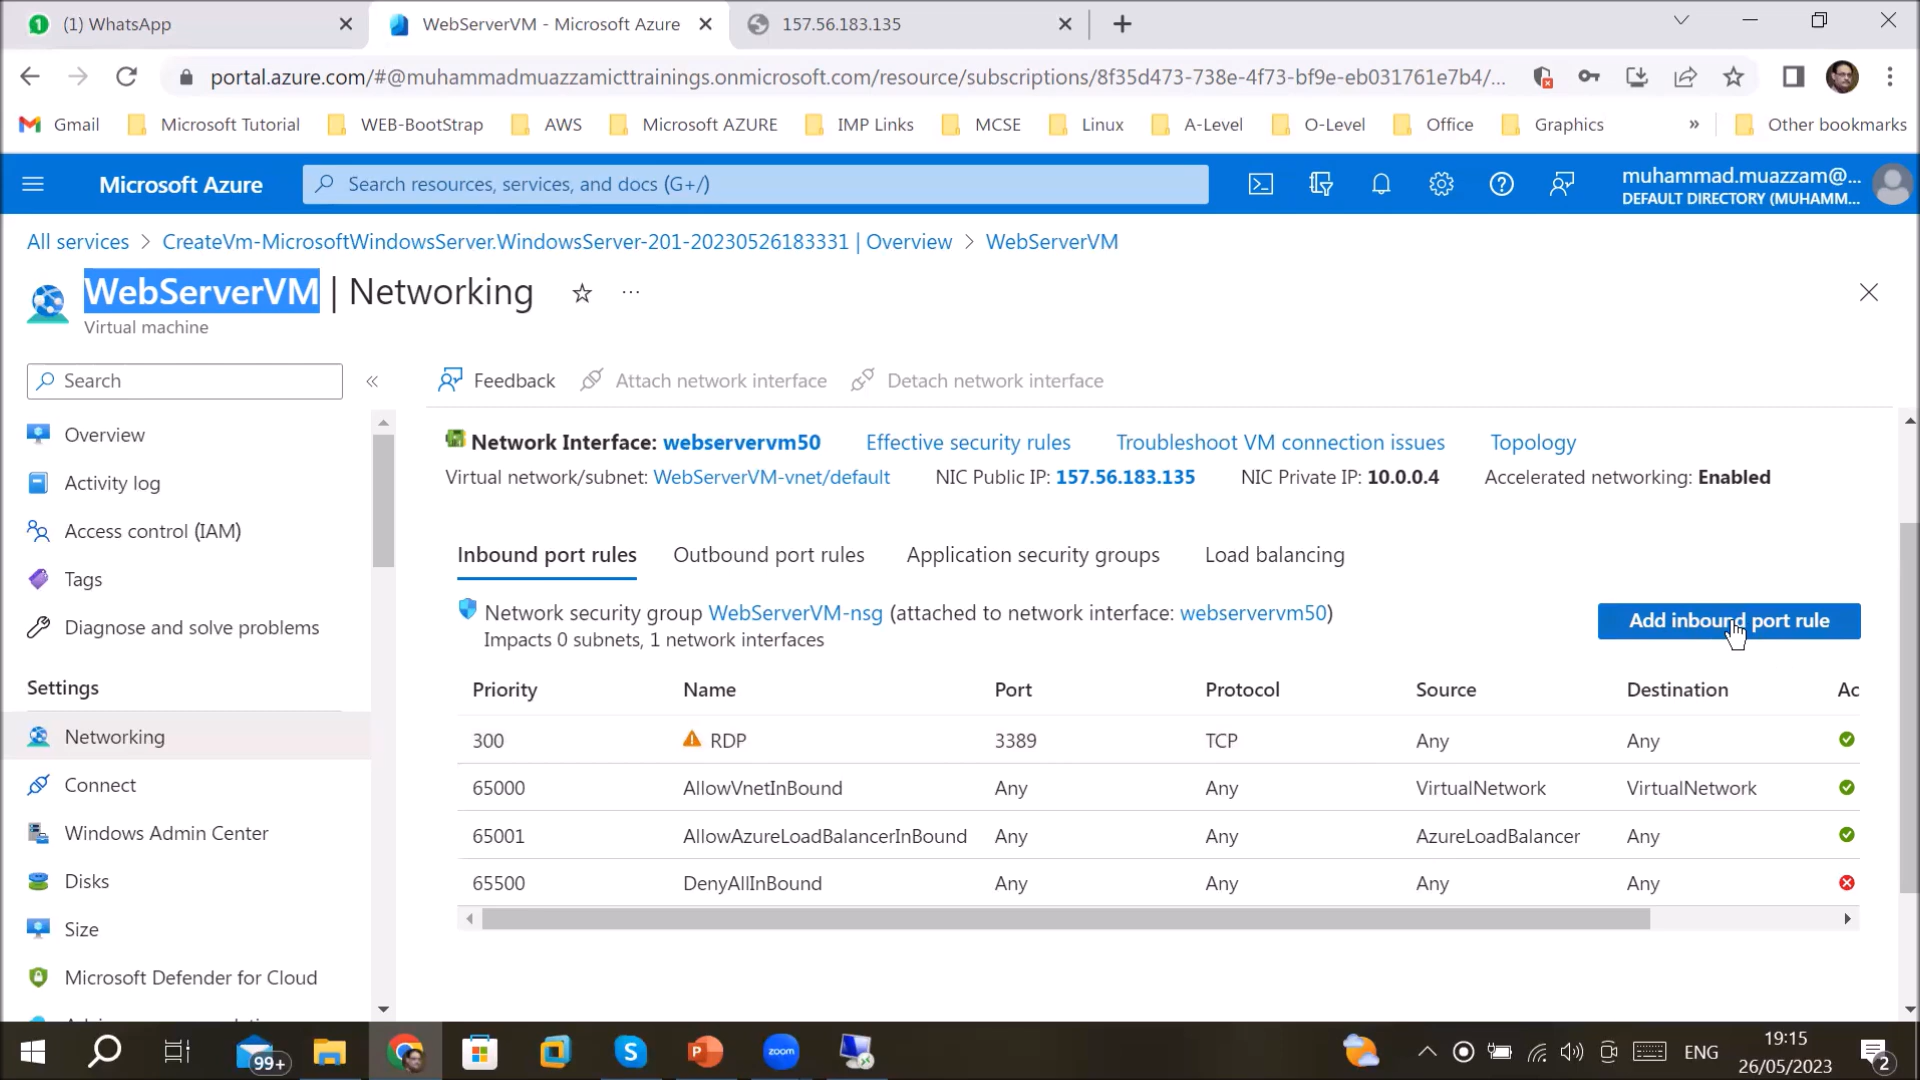 (1) WhatsApp
WebServerVM - Microsoft Azure
157.56.183.135
portal.azure.com/#@muhammadmuazzamicttrainings.onmicrosoft.com/resource/subscriptions/8f35d473-738e-4f73-bf9e-eb031761e7b4/...
Gmail
Microsoft Tutorial
WEB-BootStrap
AWS
Microsoft AZURE
IMP Links
MCSE
Linux
A-Level
O-Level
Office
Graphics
»
Other bookmarks
Microsoft Azure
Search resources, services, and docs (G+/)
muhammad.muazzam@...
DEFAULT DIRECTORY (MUHAMM...
All services > CreateVm-MicrosoftWindowsServer.WindowsServer-201-20230526183331 | Overview > WebServerVM
WebServerVM | Networking
Virtual machine
Search
Feedback
Attach network interface
Detach network interface
Overview
Activity log
Access control (IAM)
Tags
Diagnose and solve problems
Settings
Networking
Connect
Windows Admin Center
Disks
Size
Microsoft Defender for Cloud
Network Interface: webservervm50 Effective security rules Troubleshoot VM connection issues Topology
Virtual network/subnet: WebServerVM-vnet/default NIC Public IP: 157.56.183.135 NIC Private IP: 10.0.0.4 Accelerated networking: Enabled
Inbound port rules Outbound port rules Application security groups Load balancing
Network security group WebServerVM-nsg (attached to network interface: webservervm50)
Impacts 0 subnets, 1 network interfaces
Add inbound port rule
Priority Name Port Protocol Source Destination Ac
300 RDP 3389 TCP Any Any
65000 AllowVnetInBound Any Any VirtualNetwork VirtualNetwork
65001 AllowAzureLoadBalancerInBound Any Any AzureLoadBalancer Any
65500 DenyAllInBound Any Any Any Any
99+
zoom
ENG
19:15
26/05/2023
2